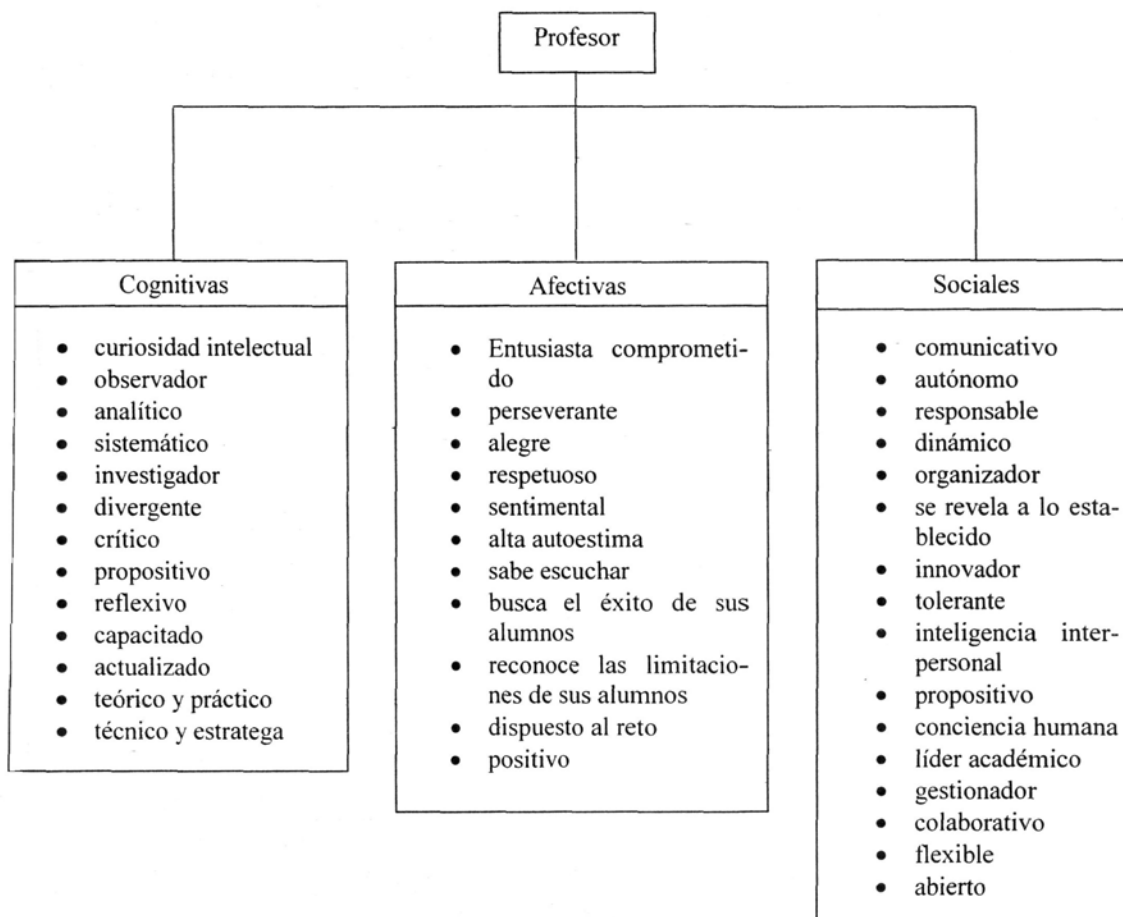 Profesor
Cognitivas
• curiosidad intelectual
• observador
• analítico
• sistemático
• investigador
• divergente
• crítico
• propositivo
• reflexivo
• capacitado
• actualizado
• teórico y práctico
• técnico y estratega
Afectivas
• Entusiasta comprometi-
do
• perseverante
• alegre
• respetuoso
• sentimental
• alta autoestima
• sabe escuchar
• busca el éxito de sus
alumnos
• reconoce las limitacio-
nes de sus alumnos
• dispuesto al reto
• positivo
Sociales
• comunicativo
• autónomo
• responsable
• dinámico
• organizador
• se revela a lo esta-
blecido
• innovador
• tolerante
• inteligencia inter-
personal
• propositivo
• conciencia humana
• líder académico
• gestionador
• colaborativo
• flexible
• abierto